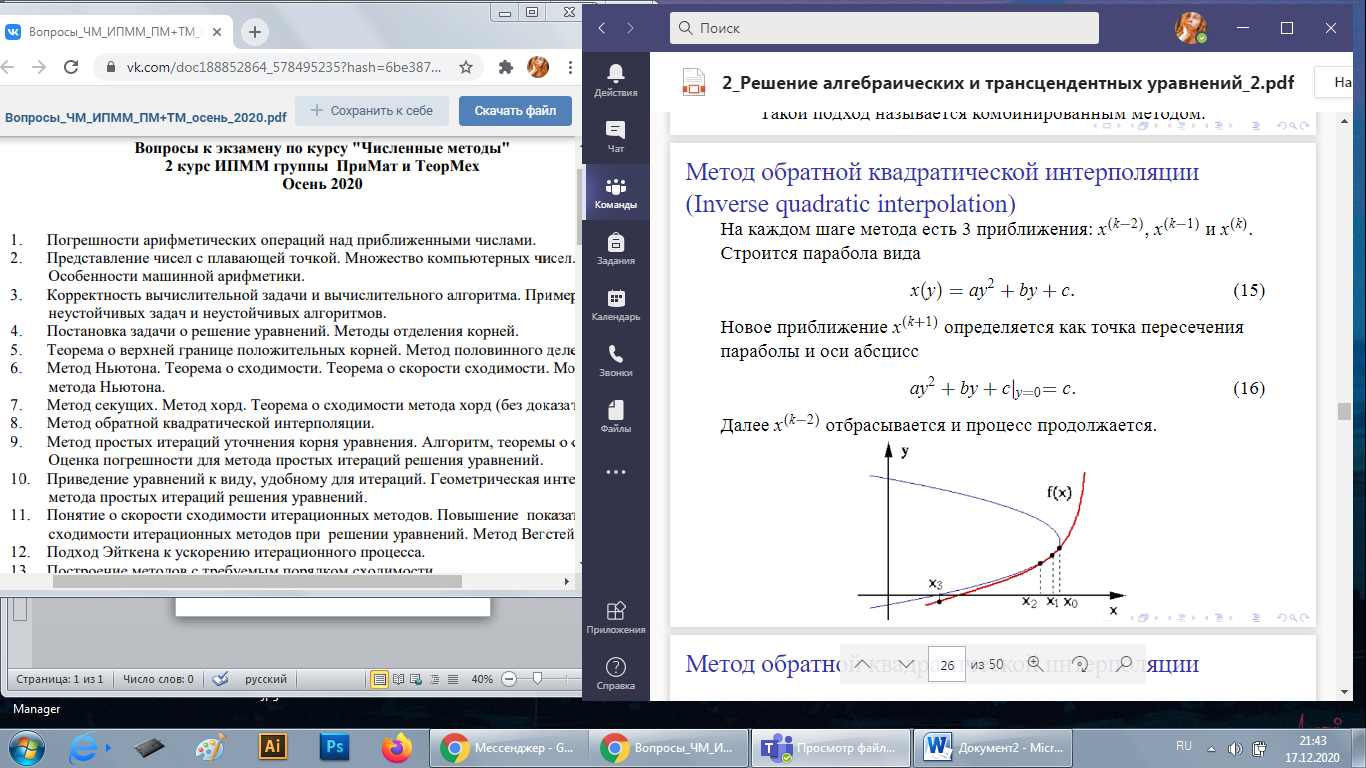 Вопросы_ЧМ_ИПММ_ПМ+ТМ_о
vk.com/doc188852864_578495235?hash=6be387...
Вопросы_ЧМ_ИПММ_ПМ+ТМ_осень_2020.pdf
Сохранить к себе
Скачать файл
Вопросы к экзамену по курсу "Численные методы"
2 курс ИПММ группы ПриМат и ТеорМех
Осень 2020
1. Погрешности арифметических операций над приближенными числами.
2. Представление чисел с плавающей точкой. Множество компьютерных чисел.
Особенности машинной арифметики.
3. Корректность вычислительной задачи и вычислительного алгоритма. Пример
неустойчивых задач и неустойчивых алгоритмов.
4. Постановка задачи о решение уравнений. Методы отделения корней.
5. Теорема о верхней границе положительных корней. Метод половинного деле
6. Метод Ньютона. Теорема о сходимости. Теорема о скорости сходимости. Мо
метода Ньютона.
7. Метод секущих. Метод хорд. Теорема о сходимости метода хорд (без доказат
8. Метод обратной квадратической интерполяции.
9. Метод простых итераций уточнения корня уравнения. Алгоритм, теоремы о с
Оценка погрешности для метода простых итераций решения уравнений.
10. Приведение уравнений к виду, удобному для итераций. Геометрическая инте
метода простых итераций решения уравнений.
11. Понятие о скорости сходимости итерационных методов. Повышение показат
сходимости итерационных методов при решении уравнений. Метод Вегстей
12. Подход Эйткена к ускорению итерационного процесса.
13. Построение методов с требуемым порядком сходимости.
Страница: 1 из 1
Число слов: 0
русский
40%
Manager
Поиск
Действия
Чат
Команды
Задания
Календарь
Звонки
Файлы
Приложения
Справка
2_Решение алгебраических и трансцендентных уравнений_2.pdf
На
Такой подход называется комбинированным методом.
Метод обратной квадратической интерполяции
(Inverse quadratic interpolation)
На каждом шаге метода есть 3 приближения: x^(k−2), x^(k−1) и x^(k).
Строится парабола вида
x(y) = ay² + by + c. (15)
Новое приближение x^(k+1) определяется как точка пересечения
параболы и оси абсцисс
ay² + by + c|_{y=0}= c. (16)
Далее x^(k−2) отбрасывается и процесс продолжается.
y
f(x)
x₃
x₂ x₁ x₀
x
Метод обратной квадратической интерполяции
26 из 50
Ai
Ps
Мессенджер - G...
Вопросы_ЧМ_И...
Просмотр файл...
Документ2 - Micr...
RU
21:43
17.12.2020